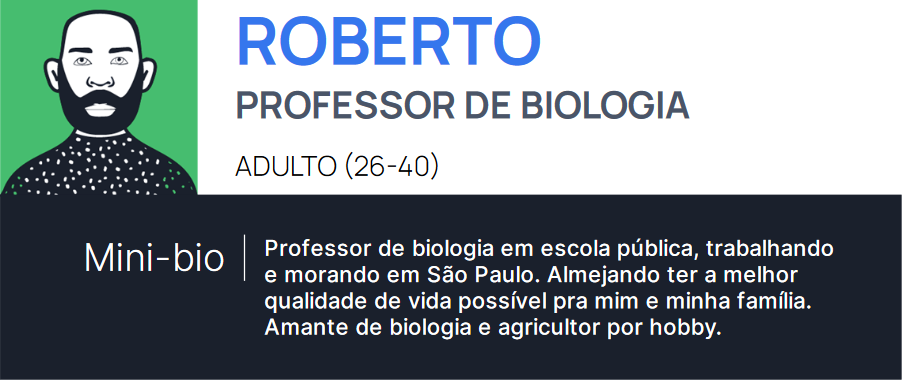 ROBERTO
PROFESSOR DE BIOLOGIA
ADULTO (26-40)
Mini-bio
Professor de biologia em escola pública, trabalhando
e morando em São Paulo. Almejando ter a melhor
qualidade de vida possível pra mim e minha família.
Amante de biologia e agricultor por hobby.